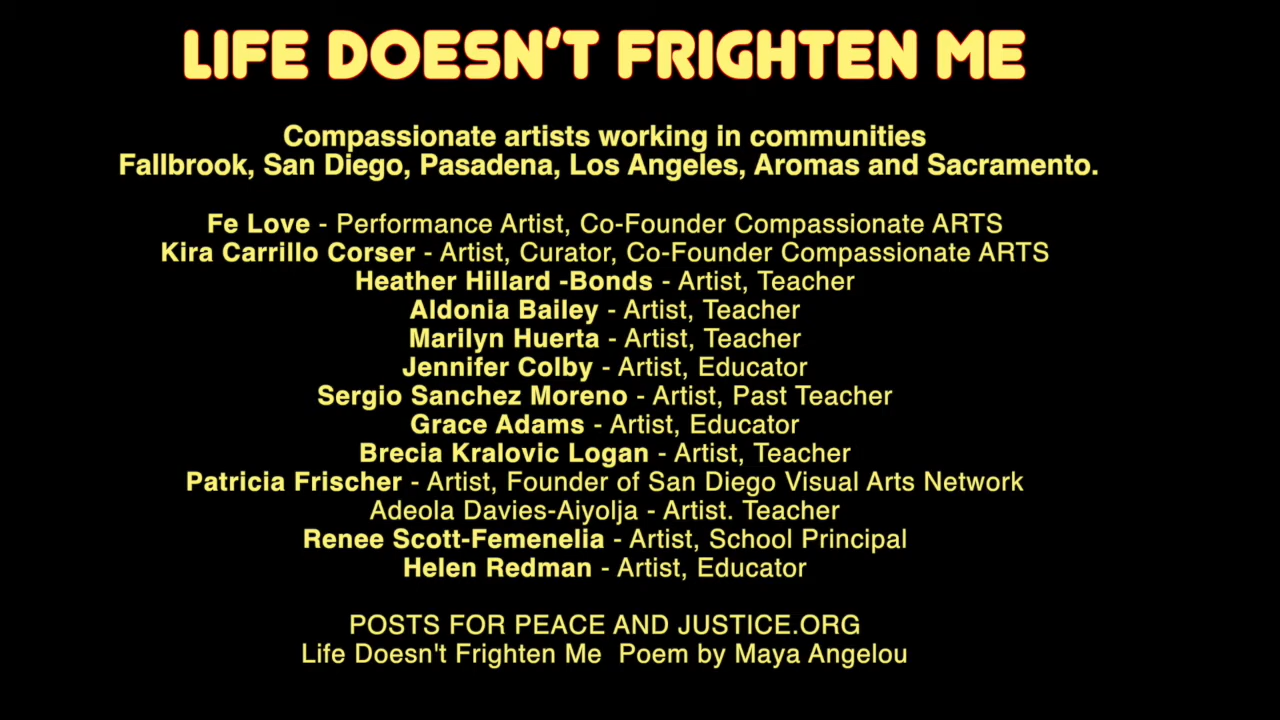 LIFE DOESN'T FRIGHTEN ME
Compassionate artists working in communities
Fallbrook, San Diego, Pasadena, Los Angeles, Aromas and Sacramento.
Fe Love - Performance Artist, Co-Founder Compassionate ARTS
Kira Carrillo Corser - Artist, Curator, Co-Founder Compassionate ARTS
Heather Hillard -Bonds - Artist, Teacher
Aldonia Bailey - Artist, Teacher
Marilyn Huerta - Artist, Teacher
Jennifer Colby - Artist, Educator
Sergio Sanchez Moreno - Artist, Past Teacher
Grace Adams - Artist, Educator
Brecia Kralovic Logan - Artist, Teacher
Patricia Frischer - Artist, Founder of San Diego Visual Arts Network
Adeola Davies-Aiyolja - Artist. Teacher
Renee Scott-Femenelia - Artist, School Principal
Helen Redman - Artist, Educator
POSTS FOR PEACE AND JUSTICE.ORG
Life Doesn't Frighten Me  Poem by Maya Angelou